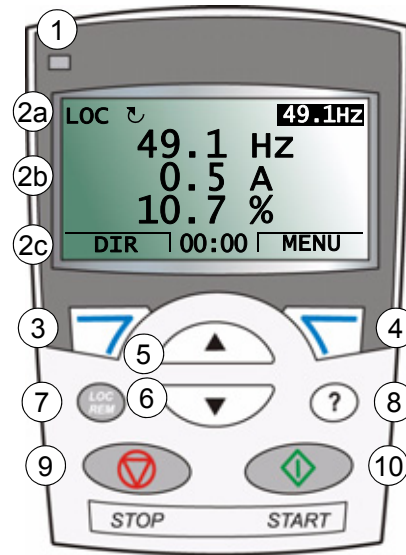 1
2a LOC ↻ 49.1Hz
49.1 Hz
2b 0.5 A
10.7 %
2c DIR 00:00 MENU
3 4
5
7 LOC REM 6 ? 8
9 10
STOP START